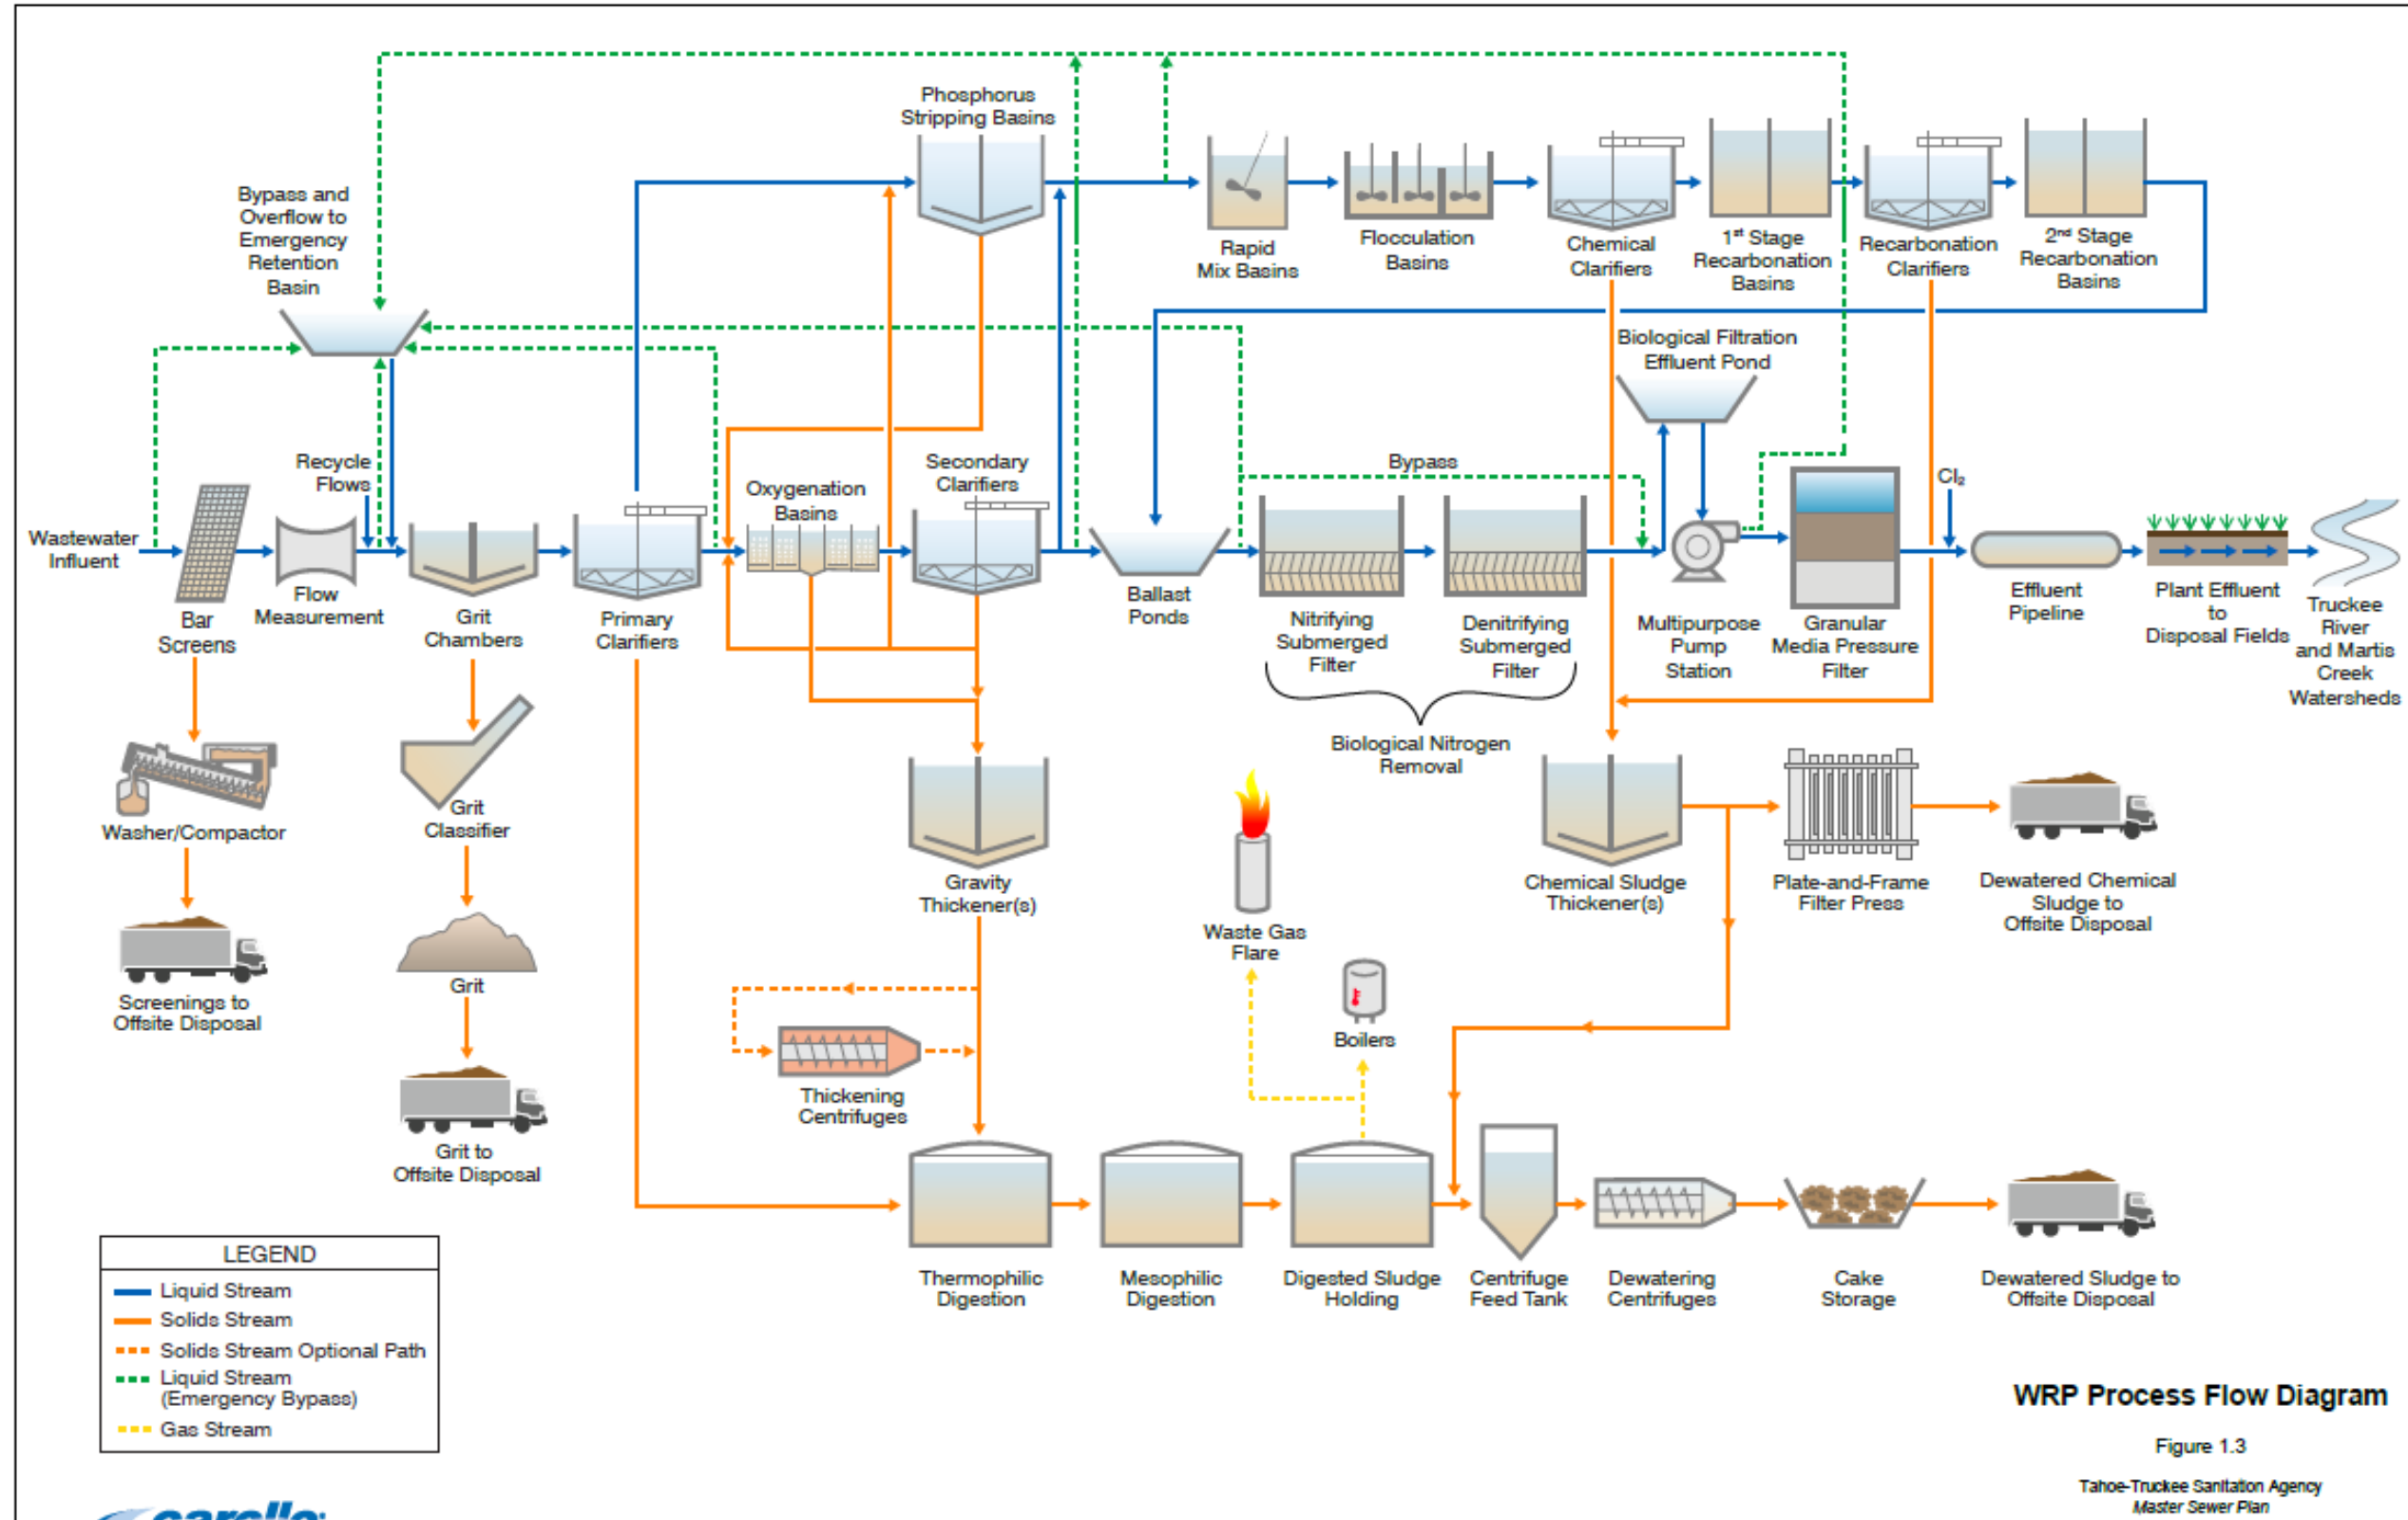 Phosphorus
Stripping Basins
Bypass and
Overflow to
Emergency
Retention
Basin
Rapid
Mix Basins
Flocculation
Basins
Chemical
Clarifiers
1st Stage
Recarbonation
Basins
Recarbonation
Clarifiers
2nd Stage
Recarbonation
Basins
Biological Filtration
Effluent Pond
Recycle
Flows
Oxygenation
Basins
Secondary
Clarifiers
Bypass
Cl₂
Wastewater
Influent
Bar
Screens
Flow
Measurement
Grit
Chambers
Primary
Clarifiers
Ballast
Ponds
Nitrifying
Submerged
Filter
Denitrifying
Submerged
Filter
Multipurpose
Pump
Station
Granular
Media Pressure
Filter
Effluent
Pipeline
Plant Effluent
to
Disposal Fields
Truckee
River
and Martis
Creek
Watersheds
Biological Nitrogen
Removal
Washer/Compactor
Grit
Classifier
Gravity
Thickener(s)
Waste Gas
Flare
Chemical Sludge
Thickener(s)
Plate-and-Frame
Filter Press
Dewatered Chemical
Sludge to
Offsite Disposal
Screenings to
Offsite Disposal
Grit
Boilers
Thickening
Centrifuges
Grit to
Offsite Disposal
Thermophilic
Digestion
Mesophilic
Digestion
Digested Sludge
Holding
Centrifuge
Feed Tank
Dewatering
Centrifuges
Cake
Storage
Dewatered Sludge to
Offsite Disposal
LEGEND
Liquid Stream
Solids Stream
Solids Stream Optional Path
Liquid Stream
(Emergency Bypass)
Gas Stream
WRP Process Flow Diagram
Figure 1.3
Tahoe-Truckee Sanitation Agency
Master Sewer Plan